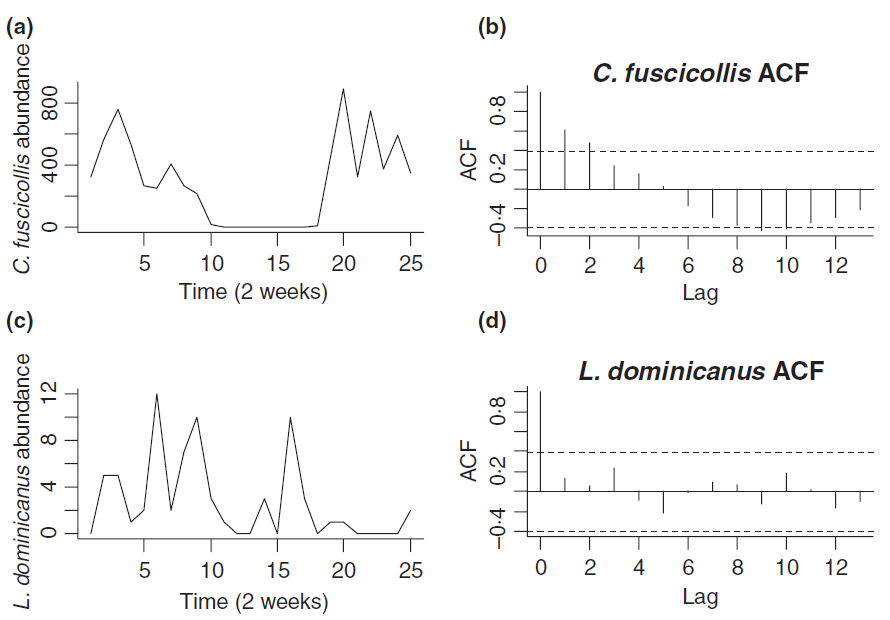 (a)
C. fuscicollis abundance
800
400
0
5 10 15 20 25
Time (2 weeks)
(b)
C. fuscicollis ACF
ACF
0·8
0·2
−0·4
0 2 4 6 8 10 12
Lag
(c)
L. dominicanus abundance
12
8
4
0
5 10 15 20 25
Time (2 weeks)
(d)
L. dominicanus ACF
ACF
0·8
0·2
−0·4
0 2 4 6 8 10 12
Lag